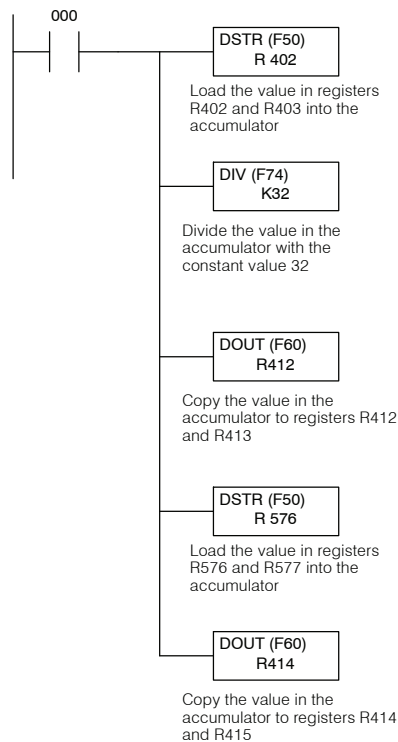 000
DSTR (F50)
R 402
Load the value in registers
R402 and R403 into the
accumulator
DIV (F74)
K32
Divide the value in the
accumulator with the
constant value 32
DOUT (F60)
R412
Copy the value in the
accumulator to registers R412
and R413
DSTR (F50)
R 576
Load the value in registers
R576 and R577 into the
accumulator
DOUT (F60)
R414
Copy the value in the
accumulator to registers R414
and R415